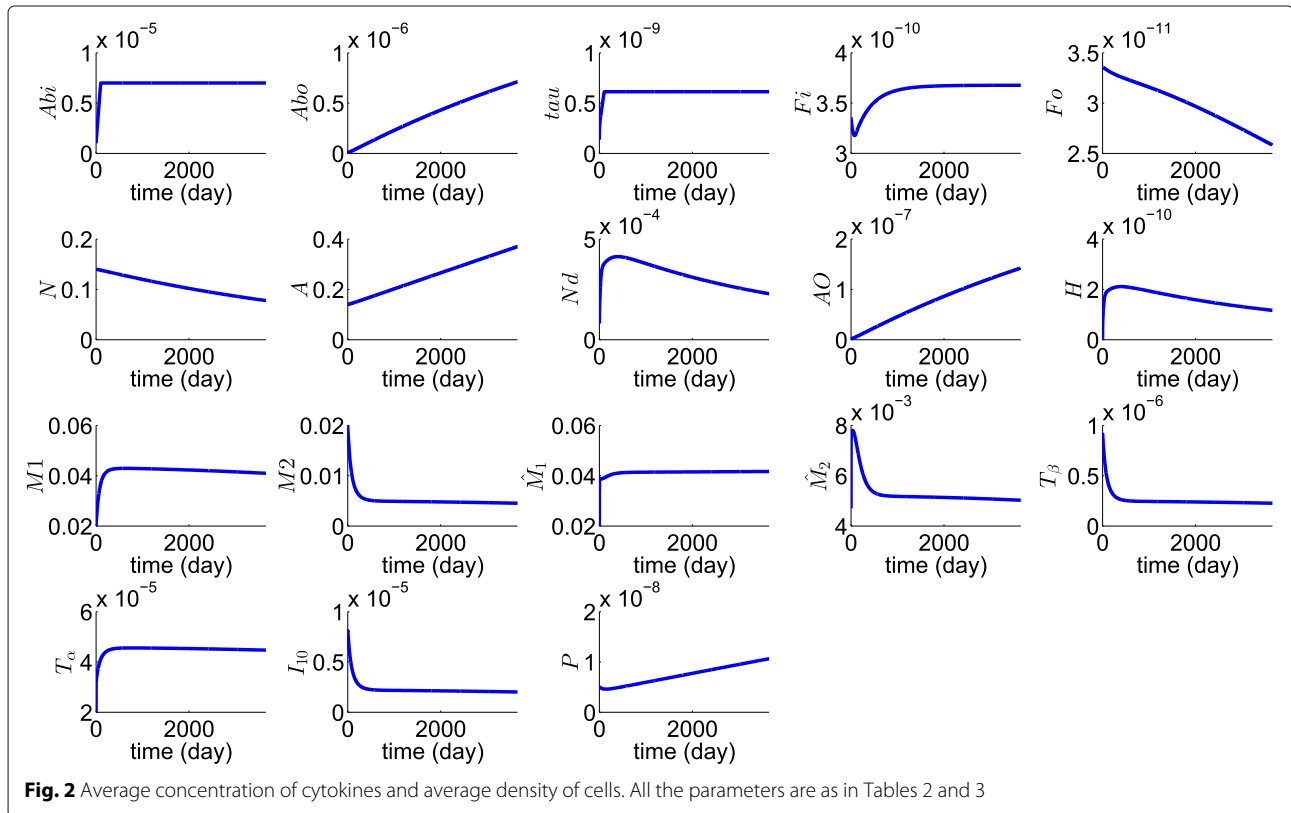 x 10⁻⁵ x 10⁻⁶ x 10⁻⁹ x 10⁻¹⁰ x 10⁻¹¹
1 1 1 4 3.5
Abi 0.5 Abo 0.5 tau 0.5 Fi 3.5 Fo 3
0 0 0 3 2.5
0 2000 0 2000 0 2000 0 2000 0 2000
time (day) time (day) time (day) time (day) time (day)
x 10⁻⁴ x 10⁻⁷ x 10⁻¹⁰
0.2 0.4 5 2 4
N 0.1 A 0.2 Nd AO 1 H 2
0 0 0 0 0
0 2000 0 2000 0 2000 0 2000 0 2000
time (day) time (day) time (day) time (day) time (day)
x 10⁻³ x 10⁻⁶
0.06 0.02 0.06 8 1
M1 0.04 M2 0.01 M̂₁ 0.04 M̂₂ 6 Tβ 0.5
0.02 0 0.02 4 0
0 2000 0 2000 0 2000 0 2000 0 2000
time (day) time (day) time (day) time (day) time (day)
x 10⁻⁵ x 10⁻⁵ x 10⁻⁸
6 1 2
Tα 4 I₁₀ 0.5 P 1
2 0 0
0 2000 0 2000 0 2000
time (day) time (day) time (day)
Fig. 2 Average concentration of cytokines and average density of cells. All the parameters are as in Tables 2 and 3